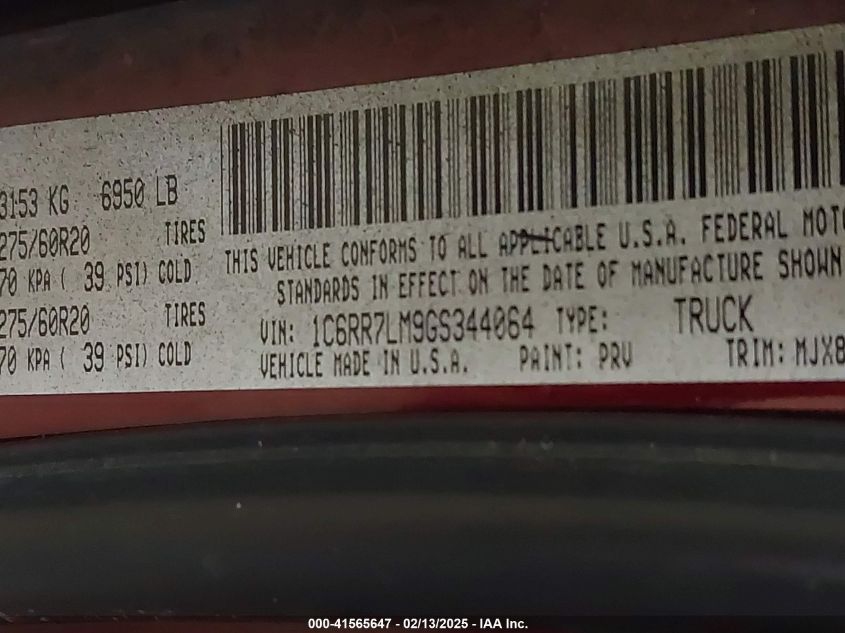 3153 KG 6950 LB
275/60R20 TIRES
70 KPA ( 39 PSI) COLD
275/60R20 TIRES
70 KPA ( 39 PSI) COLD
THIS VEHICLE CONFORMS TO ALL APPLICABLE U.S.A. FEDERAL MOTO
STANDARDS IN EFFECT ON THE DATE OF MANUFACTURE SHOWN
VIN: 1C6RR7LM9GS344064 TYPE: TRUCK
VEHICLE MADE IN U.S.A. PAINT: PRV TRIM: MJX8
000-41565647 - 02/13/2025 - IAA Inc.